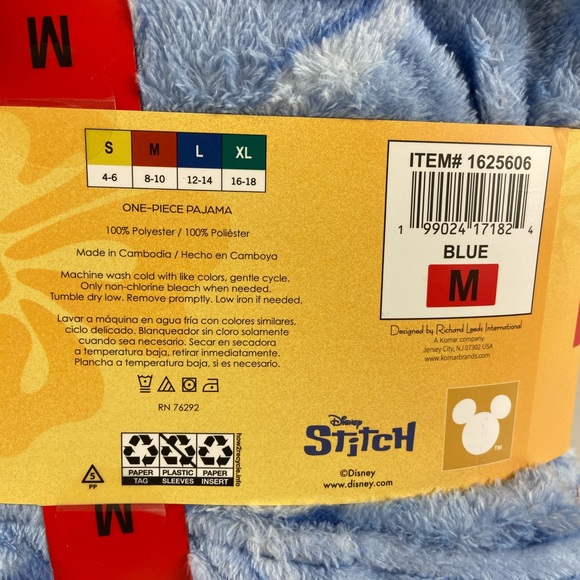 M
S M L XL
4-6 8-10 12-14 16-18
ONE-PIECE PAJAMA
100% Polyester / 100% Poliéster
Made in Cambodia / Hecho en Camboya
Machine wash cold with like colors, gentle cycle.
Only non-chlorine bleach when needed.
Tumble dry low. Remove promptly. Low iron if needed.
Lavar a máquina en agua fría con colores similares,
ciclo delicado. Blanqueador sin cloro solamente
cuando sea necesario. Secar en secadora
a temperatura baja, retirar inmediatamente.
Planchar a temperatura baja, si es necesario.
RN 76292
5
PP
PAPER
TAG
PLASTIC
SLEEVES
PAPER
INSERT
how2recycle.info
ITEM# 1625606
1 99024 17182 4
BLUE
M
Designed by Richard Leeds International
A Komar company
Jersey City, NJ 07302 USA
www.komarbrands.com
Disney
STITCH
©Disney
www.disney.com
TM
M